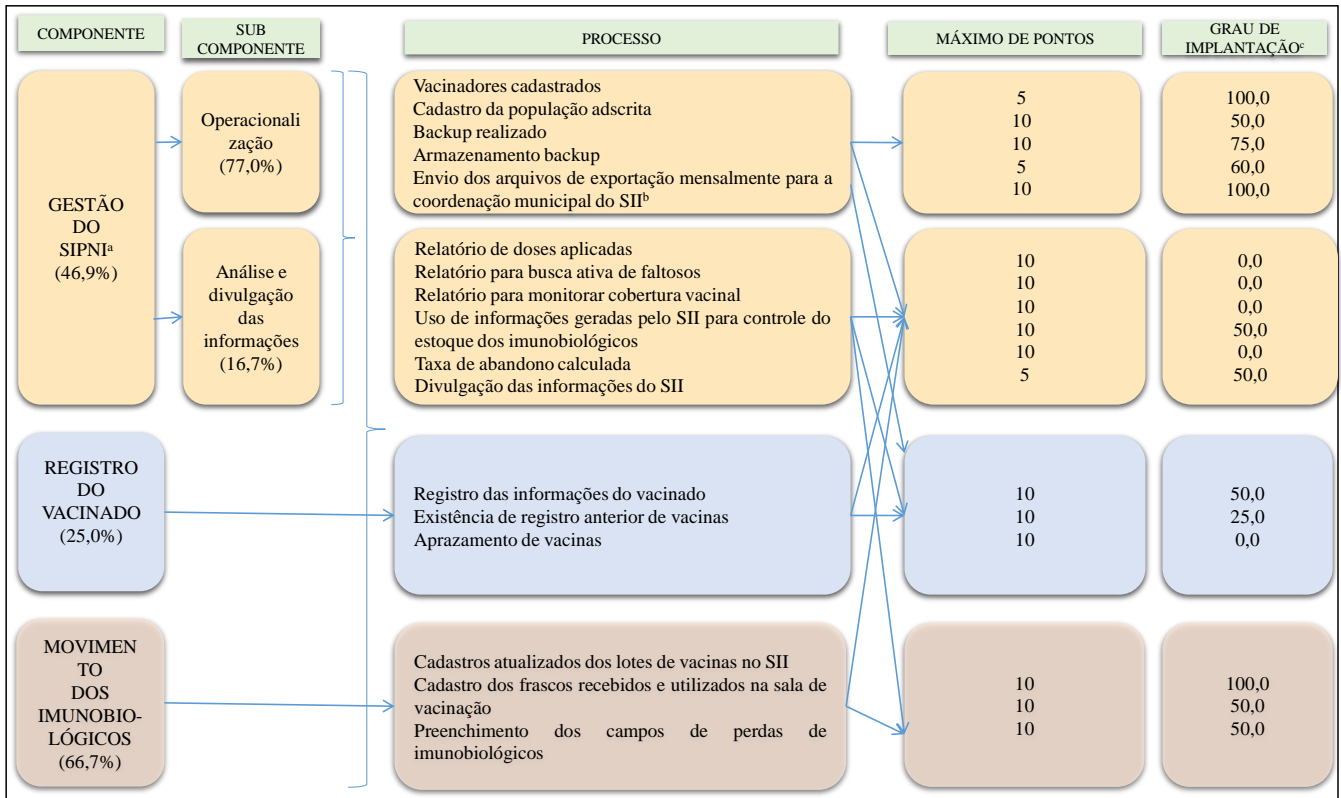 COMPONENTE
SUB
COMPONENTE
PROCESSO
MÁXIMO DE PONTOS
GRAU DE
IMPLANTAÇÃOᶜ
GESTÃO
DO
SIPNIᵃ
(46,9%)
Operacionali
zação
(77,0%)
Vacinadores cadastrados
Cadastro da população adscrita
Backup realizado
Armazenamento backup
Envio dos arquivos de exportação mensalmente para a
coordenação municipal do SIIᵇ
5
10
10
5
10
100,0
50,0
75,0
60,0
100,0
Análise e
divulgação
das
informações
(16,7%)
Relatório de doses aplicadas
Relatório para busca ativa de faltosos
Relatório para monitorar cobertura vacinal
Uso de informações geradas pelo SII para controle do
estoque dos imunobiológicos
Taxa de abandono calculada
Divulgação das informações do SII
10
10
10
10
10
5
0,0
0,0
0,0
50,0
0,0
50,0
REGISTRO
DO
VACINADO
(25,0%)
Registro das informações do vacinado
Existência de registro anterior de vacinas
Aprazamento de vacinas
10
10
10
50,0
25,0
0,0
MOVIMEN
TO
DOS
IMUNOBIO-
LÓGICOS
(66,7%)
Cadastros atualizados dos lotes de vacinas no SII
Cadastro dos frascos recebidos e utilizados na sala de
vacinação
Preenchimento dos campos de perdas de
imunobiológicos
10
10
10
100,0
50,0
50,0